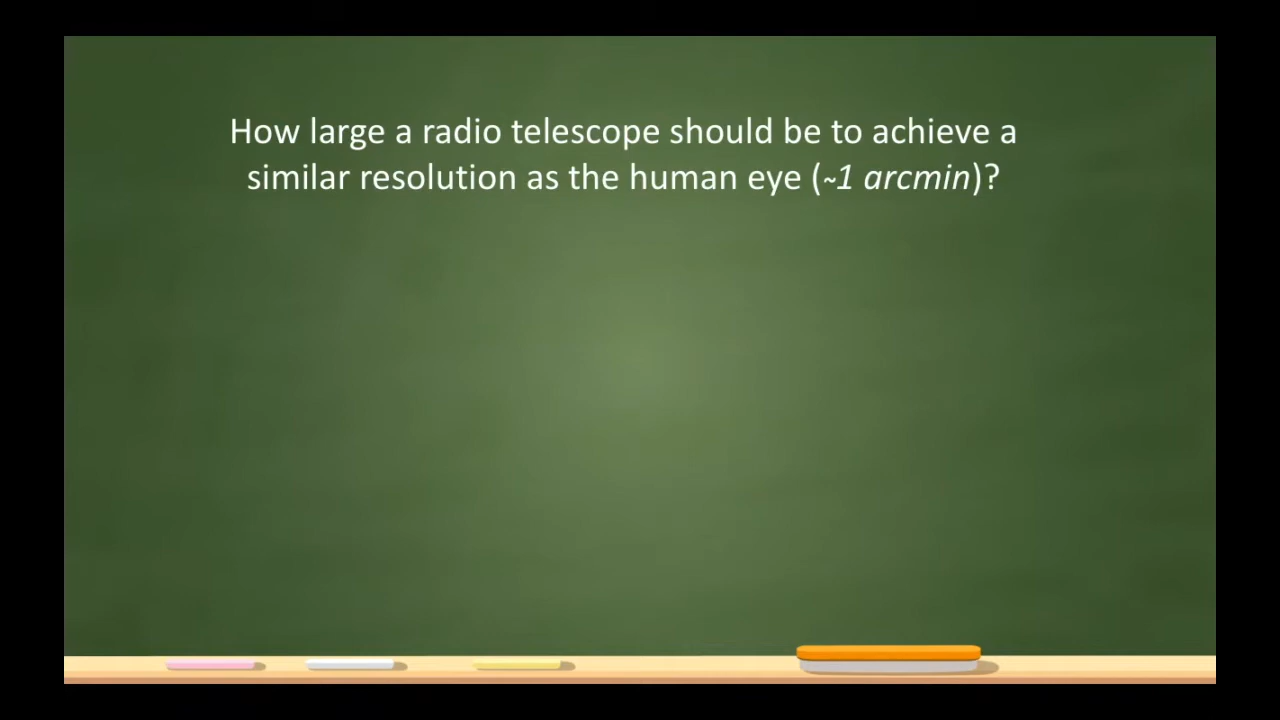 How large a radio telescope should be to achieve a
similar resolution as the human eye (~1 arcmin)?